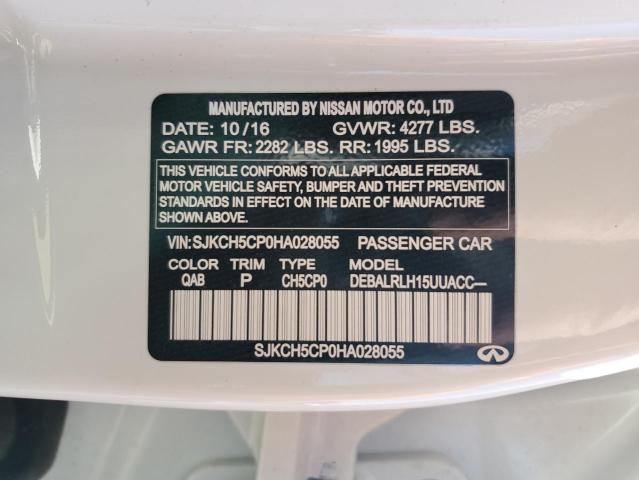 MANUFACTURED BY NISSAN MOTOR CO., LTD
DATE: 10/16 GVWR: 4277 LBS.
GAWR FR: 2282 LBS. RR: 1995 LBS.
THIS VEHICLE CONFORMS TO ALL APPLICABLE FEDERAL
MOTOR VEHICLE SAFETY, BUMPER AND THEFT PREVENTION
STANDARDS IN EFFECT ON THE DATE OF MANUFACTURE
SHOWN ABOVE.
VIN:SJKCH5CP0HA028055 PASSENGER CAR
COLOR TRIM TYPE MODEL
QAB P CH5CP0 DEBALRLH15UUACC—
SJKCH5CP0HA028055